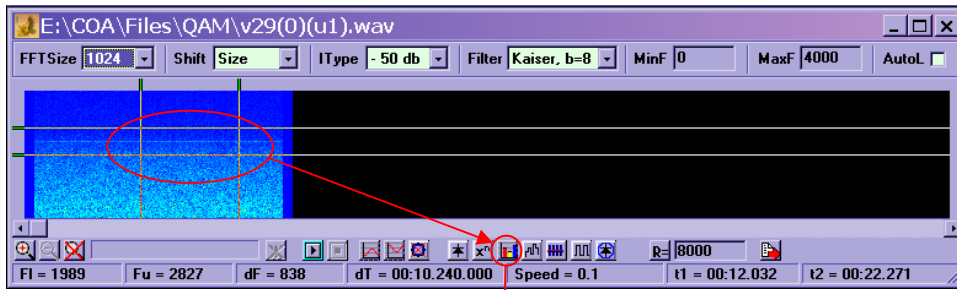 E:\COA\Files\QAM\v29(0)(u1).wav
FFTSize 1024 Shift Size IType - 50 db Filter Kaiser, b=8 MinF 0 MaxF 4000 AutoL
xⁿ R= 8000
Fl = 1989 Fu = 2827 dF = 838 dT = 00:10.240.000 Speed = 0.1 t1 = 00:12.032 t2 = 00:22.271